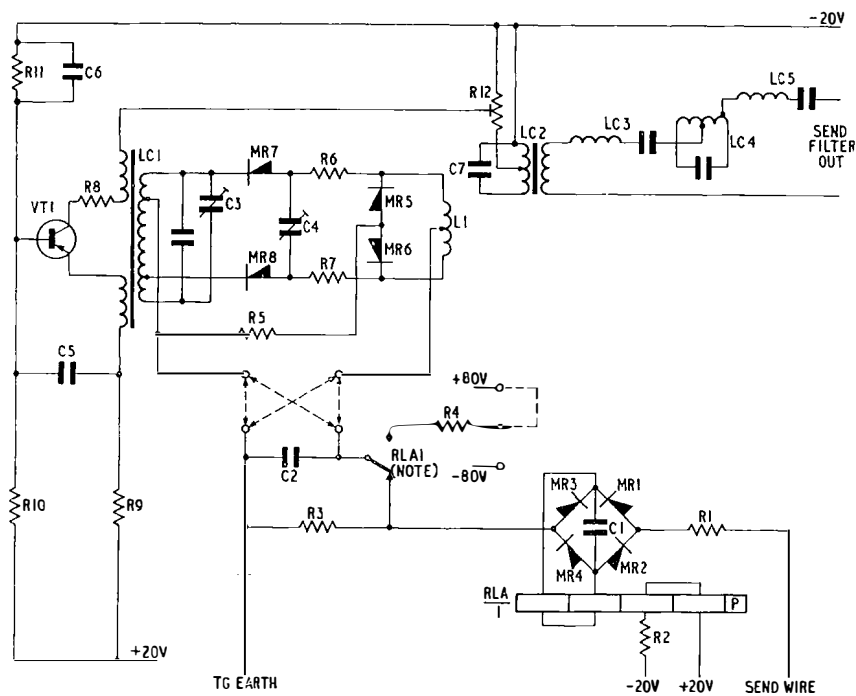 -20V
R11
C6
R12
LC5
LC3
LC1
LC2
LC4
MR7
R6
C7
SEND
FILTER
OUT
R8
C3
MR5
VT1
L1
C4
MR6
MR8
R7
R5
C5
+80V
R4
RLA1
(NOTE)
C2
-80V
MR3
MR1
R10
R9
R3
C1
R1
MR4
MR2
RLA
1
P
R2
+20V
TG EARTH
-20V
+20V
SEND WIRE